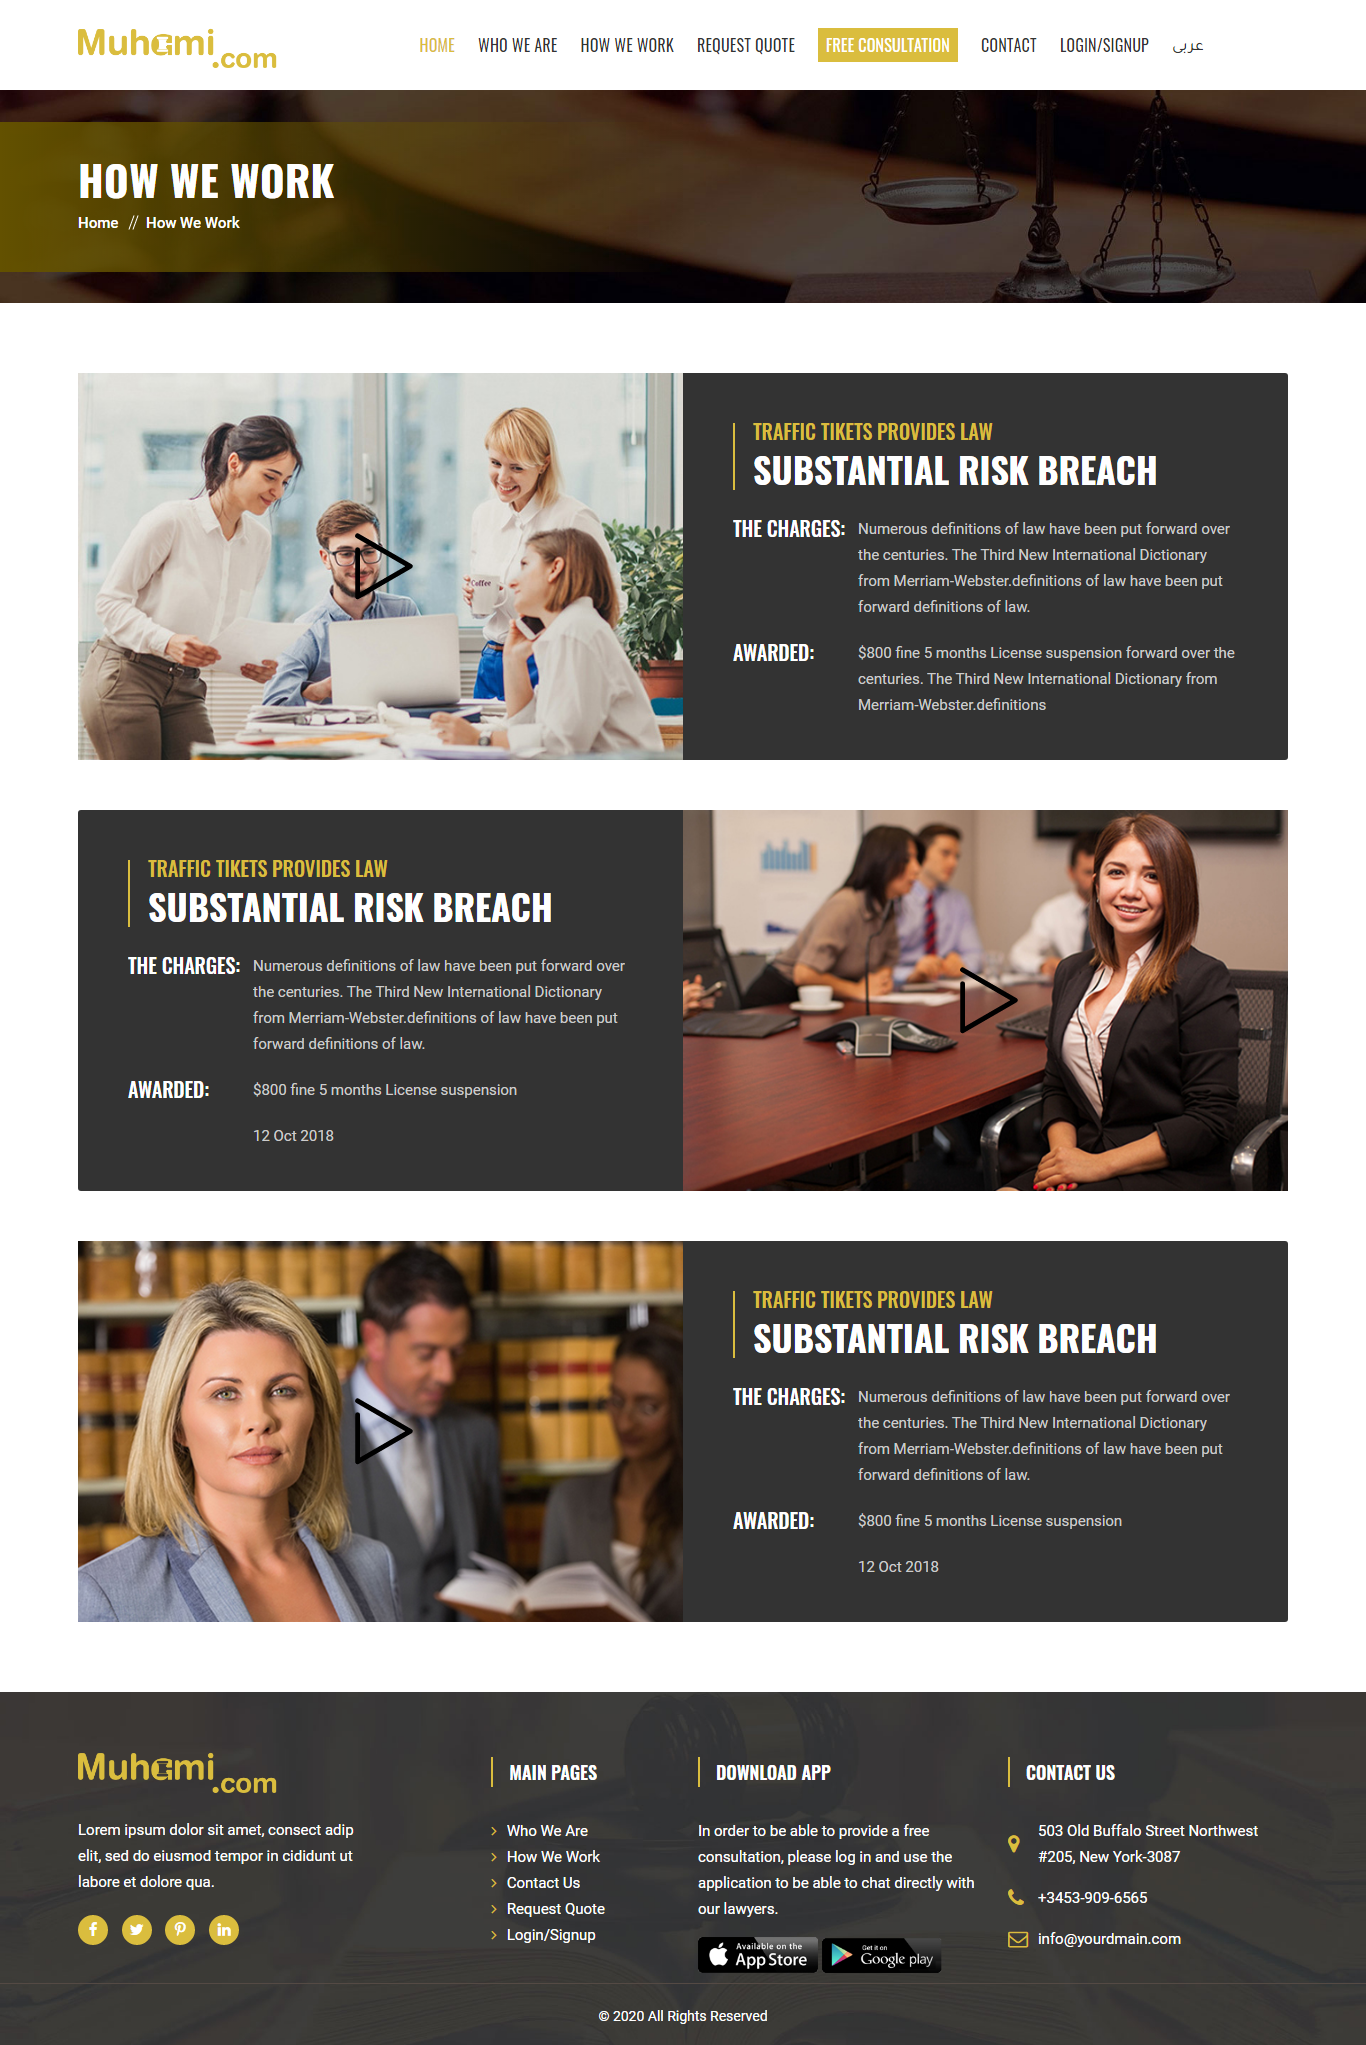 Muhami.com
HOME WHO WE ARE HOW WE WORK REQUEST QUOTE FREE CONSULTATION CONTACT LOGIN/SIGNUP عربى
HOW WE WORK
Home // How We Work
TRAFFIC TIKETS PROVIDES LAW
SUBSTANTIAL RISK BREACH
THE CHARGES: Numerous definitions of law have been put forward over
the centuries. The Third New International Dictionary
from Merriam-Webster.definitions of law have been put
forward definitions of law.
AWARDED: $800 fine 5 months License suspension forward over the
centuries. The Third New International Dictionary from
Merriam-Webster.definitions
Coffee
TRAFFIC TIKETS PROVIDES LAW
SUBSTANTIAL RISK BREACH
THE CHARGES: Numerous definitions of law have been put forward over
the centuries. The Third New International Dictionary
from Merriam-Webster.definitions of law have been put
forward definitions of law.
AWARDED: $800 fine 5 months License suspension
12 Oct 2018
TRAFFIC TIKETS PROVIDES LAW
SUBSTANTIAL RISK BREACH
THE CHARGES: Numerous definitions of law have been put forward over
the centuries. The Third New International Dictionary
from Merriam-Webster.definitions of law have been put
forward definitions of law.
AWARDED: $800 fine 5 months License suspension
12 Oct 2018
Muhami.com
Lorem ipsum dolor sit amet, consect adip
elit, sed do eiusmod tempor in cididunt ut
labore et dolore qua.
MAIN PAGES
Who We Are
How We Work
Contact Us
Request Quote
Login/Signup
DOWNLOAD APP
In order to be able to provide a free
consultation, please log in and use the
application to be able to chat directly with
our lawyers.
Available on the
App Store
Get it on
Google play
CONTACT US
503 Old Buffalo Street Northwest
#205, New York-3087
+3453-909-6565
info@yourdmain.com
© 2020 All Rights Reserved